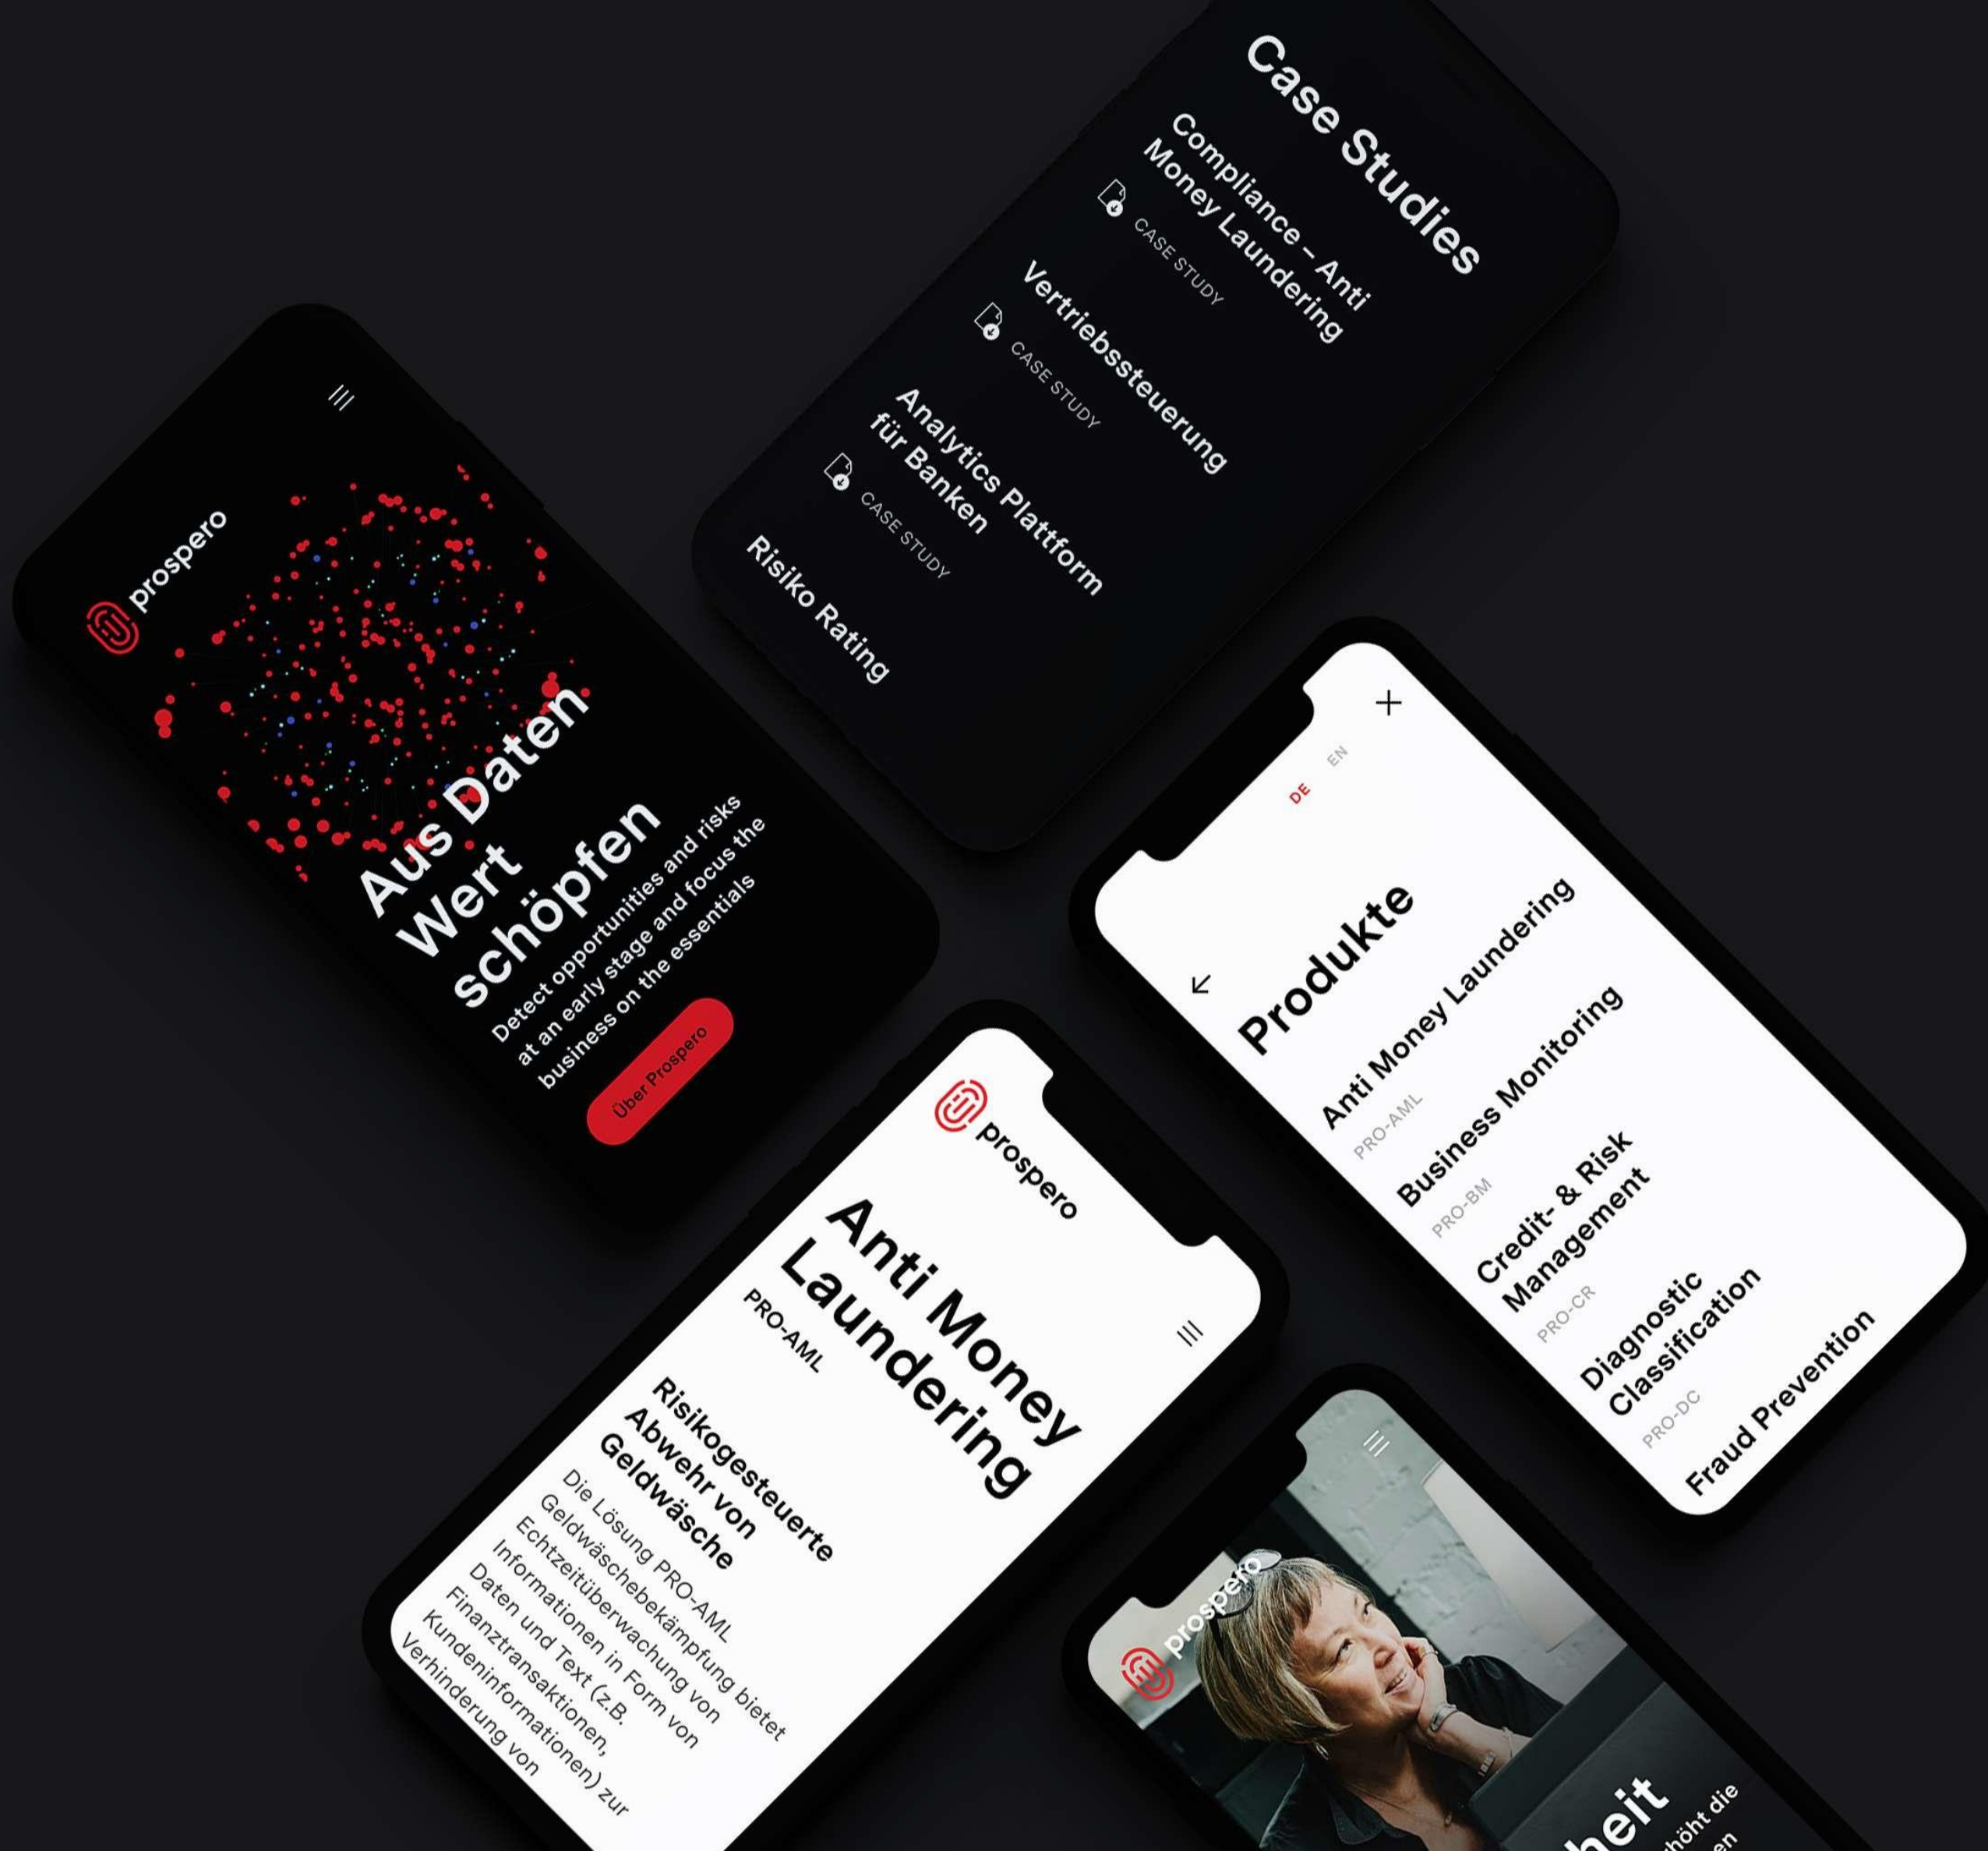 Case Studies
Compliance – Anti
Money Laundering
CASE STUDY
Vertriebssteuerung
CASE STUDY
Analytics Plattform
für Banken
CASE STUDY
Risiko Rating
prospero
Aus Daten
Wert
schöpfen
Detect opportunities and risks
at an early stage and focus the
business on the essentials
Über Prospero
DE EN
Produkte
Anti Money Laundering
PRO-AML
Business Monitoring
PRO-BM
Credit- & Risk
Management
PRO-CR
Diagnostic
Classification
PRO-DC
Fraud Prevention
prospero
Anti Money
Laundering
PRO-AML
Risikogesteuerte
Abwehr von
Geldwäsche
Die Lösung PRO-AML
Geldwäschebekämpfung bietet
Echtzeitüberwachung von
Informationen in Form von
Daten und Text (z.B.
Finanztransaktionen,
Kundeninformationen) zur
Verhinderung von
prospero
heit
höht die
en